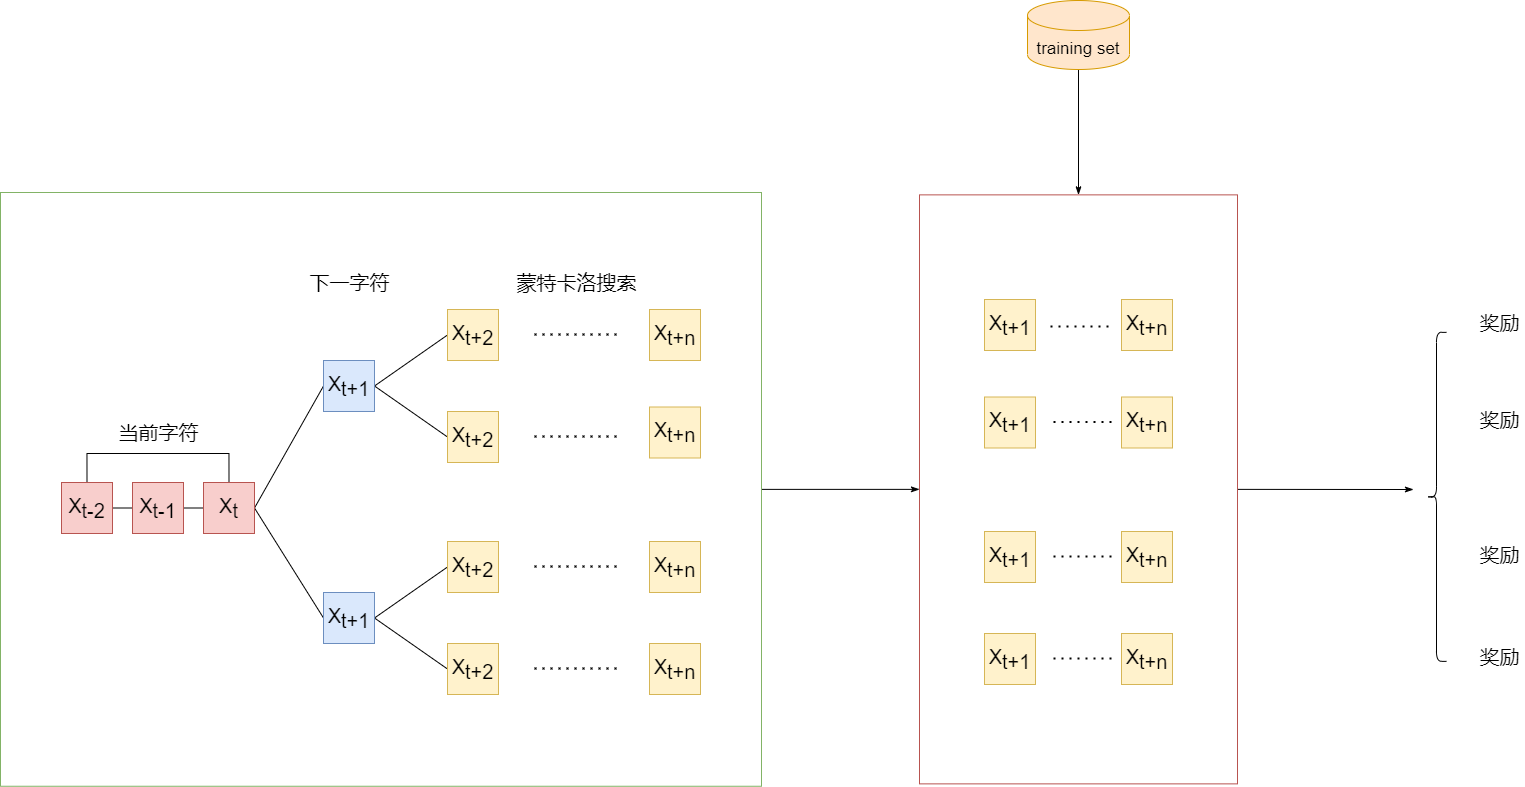 training set
下一字符
蒙特卡洛搜索
X_{t+2} ........... X_{t+n}
X_{t+1}
X_{t+2} ........... X_{t+n}
当前字符
X_{t-2} X_{t-1} X_t
X_{t+2} ........... X_{t+n}
X_{t+1}
X_{t+2} ........... X_{t+n}
X_{t+1} ........ X_{t+n}
X_{t+1} ........ X_{t+n}
X_{t+1} ........ X_{t+n}
X_{t+1} ........ X_{t+n}
奖励
奖励
奖励
奖励